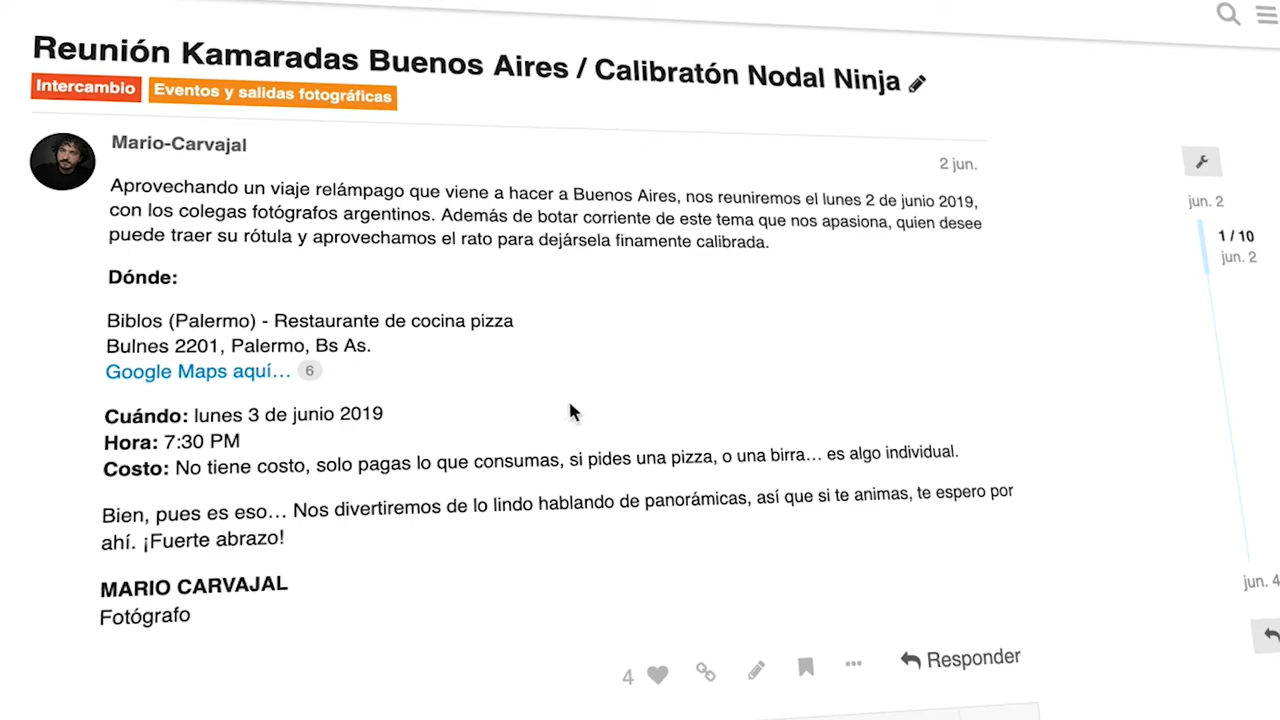 Reunión Kamaradas Buenos Aires / Calibratón Nodal Ninja
Intercambio Eventos y salidas fotográficas
Mario-Carvajal
2 jun.
Aprovechando un viaje relámpago que viene a hacer a Buenos Aires, nos reuniremos el lunes 2 de junio 2019,
con los colegas fotógrafos argentinos. Además de botar corriente de este tema que nos apasiona, quien desee
puede traer su rótula y aprovechamos el rato para dejársela finamente calibrada.
Dónde:
Biblos (Palermo) - Restaurante de cocina pizza
Bulnes 2201, Palermo, Bs As.
Google Maps aquí... 6
Cuándo: lunes 3 de junio 2019
Hora: 7:30 PM
Costo: No tiene costo, solo pagas lo que consumas, si pides una pizza, o una birra... es algo individual.
Bien, pues es eso... Nos divertiremos de lo lindo hablando de panorámicas, así que si te animas, te espero por
ahí. ¡Fuerte abrazo!
MARIO CARVAJAL
Fotógrafo
4
Responder
jun. 2
1 / 10
jun. 2
jun. 4